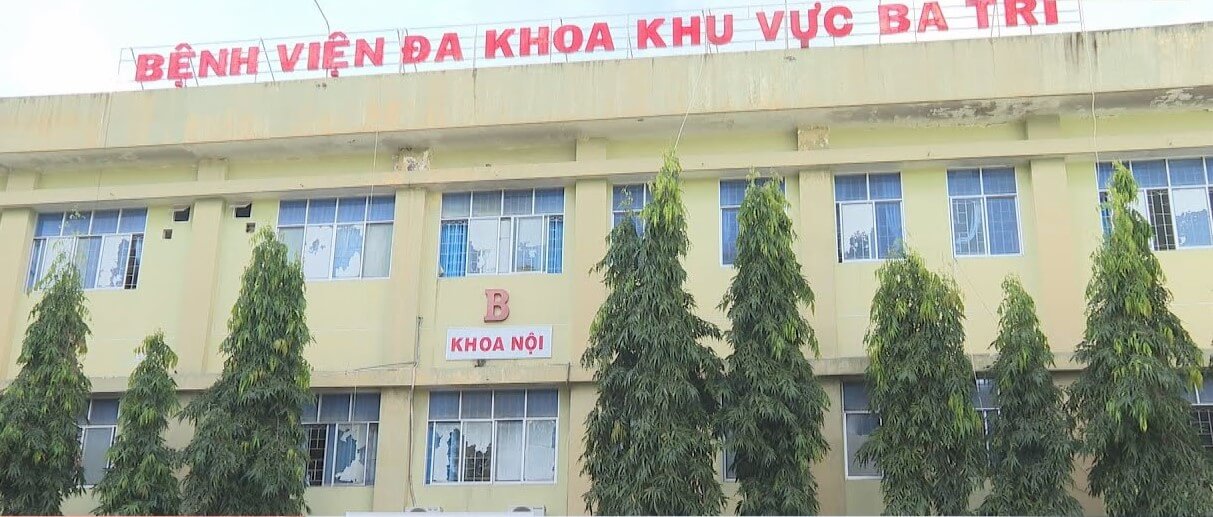 BỆNH VIỆN ĐA KHOA KHU VỰC BA TRI
B
KHOA NỘI